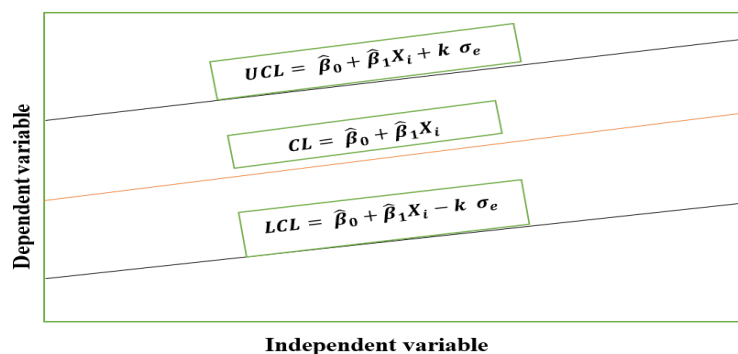 UCL = β̂₀ + β̂₁Xᵢ + k σₑ
CL = β̂₀ + β̂₁Xᵢ
LCL = β̂₀ + β̂₁Xᵢ − k σₑ
Dependent variable
Independent variable